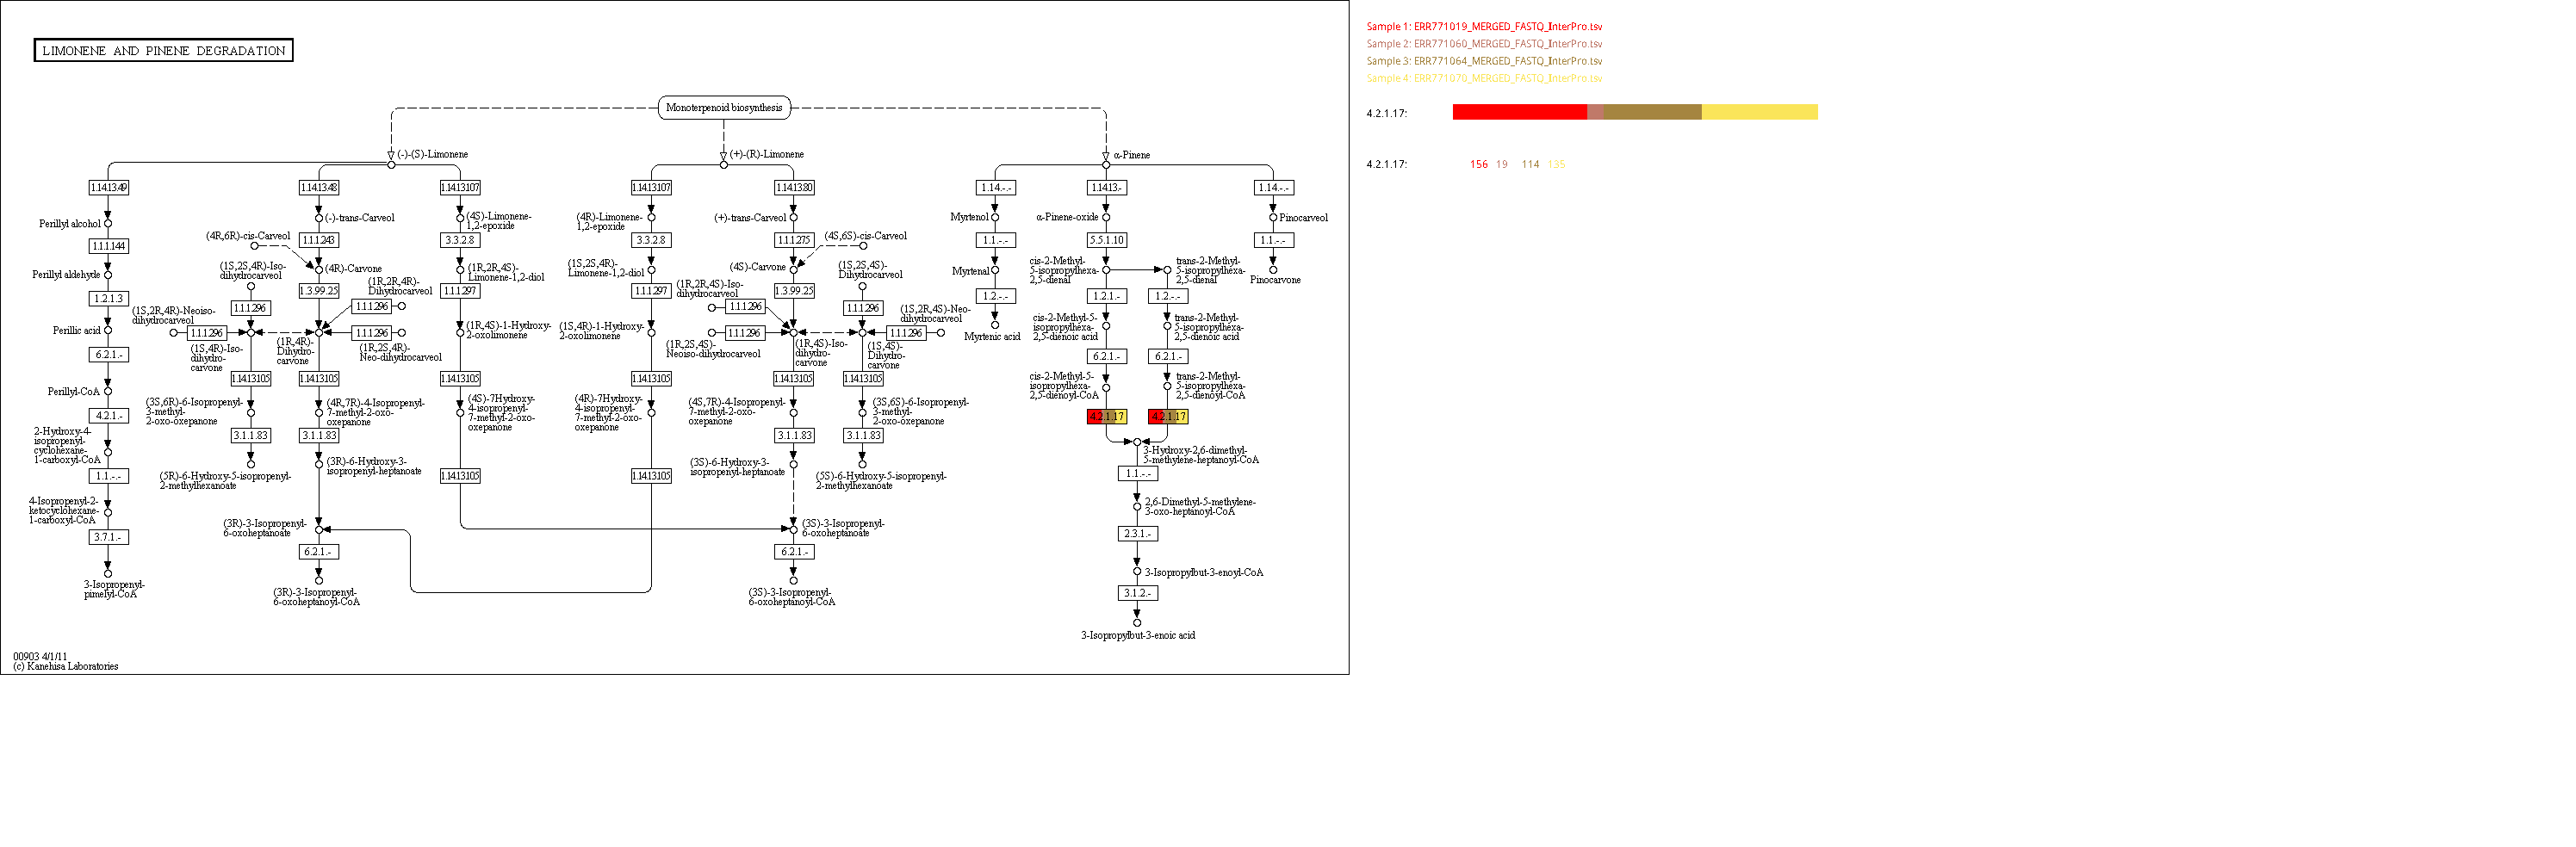 LIMONENE AND PINENE DEGRADATION
Monoterpenoid biosynthesis
(-)-(S)-Limonene
(+)-(R)-Limonene
α-Pinene
1.14.13.49
1.14.13.48
1.14.13.107
1.14.13.107
1.14.13.80
1.14.-.-
1.14.13.-
1.14.-.-
Perillyl alcohol
(-)-trans-Carveol
(4S)-Limonene-
1,2-epoxide
(4R)-Limonene-
1,2-epoxide
(+)-trans-Carveol
Myrtenol
α-Pinene-oxide
Pinocarveol
1.1.1.144
(4R,6R)-cis-Carveol
1.1.1.243
3.3.2.8
3.3.2.8
1.1.1.275
(4S,6S)-cis-Carveol
1.1.-.-
5.5.1.10
1.1.-.-
Perillyl aldehyde
(1S,2S,4R)-Iso-
dihydrocarveol
(4R)-Carvone
(1R,2R,4S)-
Limonene-1,2-diol
(1S,2S,4R)-
Limonene-1,2-diol
(4S)-Carvone
(1S,2S,4S)-
Dihydrocarveol
Myrtenal
cis-2-Methyl-
5-isopropylhexa-
2,5-dienal
trans-2-Methyl-
5-isopropylhexa-
2,5-dienal
Pinocarvone
1.2.1.3
1.1.1.296
1.3.99.25
(1R,2R,4R)-
Dihydrocarveol
1.1.1.296
1.1.1.297
1.1.1.297
(1R,2R,4S)-Iso-
dihydrocarveol
1.1.1.296
1.3.99.25
1.1.1.296
1.2.-.-
1.2.1.-
1.2.-.-
Perillic acid
(1S,2R,4R)-Neoiso-
dihydrocarveol
1.1.1.296
1.1.1.296
(1R,4S)-1-Hydroxy-
2-oxolimonene
(1S,4R)-1-Hydroxy-
2-oxolimonene
1.1.1.296
1.1.1.296
(1S,2R,4S)-Neo-
dihydrocarveol
Myrtenic acid
cis-2-Methyl-5-
isopropylhexa-
2,5-dienoic acid
trans-2-Methyl-
5-isopropylhexa-
2,5-dienoic acid
6.2.1.-
(1S,4R)-Iso-
dihydro-
carvone
(1R,4R)-
Dihydro-
carvone
(1R,2S,4R)-
Neo-dihydrocarveol
(1R,2S,4S)-
Neoiso-dihydrocarveol
(1R,4S)-Iso-
dihydro-
carvone
(1S,4S)-
Dihydro-
carvone
6.2.1.-
6.2.1.-
Perillyl-CoA
1.14.13.105
1.14.13.105
1.14.13.105
1.14.13.105
1.14.13.105
1.14.13.105
cis-2-Methyl-5-
isopropylhexa-
2,5-dienoyl-CoA
trans-2-Methyl-
5-isopropylhexa-
2,5-dienoyl-CoA
4.2.1.-
(3S,6R)-6-Isopropenyl-
3-methyl-
2-oxo-oxepanone
(4R,7R)-4-Isopropenyl-
7-methyl-2-oxo-
oxepanone
(4S)-7Hydroxy-
4-isopropenyl-
7-methyl-2-oxo-
oxepanone
(4R)-7Hydroxy-
4-isopropenyl-
7-methyl-2-oxo-
oxepanone
(4S,7R)-4-Isopropenyl-
7-methyl-2-oxo-
oxepanone
(3S,6S)-6-Isopropenyl-
3-methyl-
2-oxo-oxepanone
4.2.1.17
4.2.1.17
2-Hydroxy-4-
isopropenyl-
cyclohexane-
1-carboxyl-CoA
3.1.1.83
3.1.1.83
3.1.1.83
3.1.1.83
3-Hydroxy-2,6-dimethyl-
5-methylene-heptanoyl-CoA
1.1.-.-
(5R)-6-Hydroxy-5-isopropenyl-
2-methylhexanoate
(3R)-6-Hydroxy-3-
isopropenyl-heptanoate
1.14.13.105
1.14.13.105
(3S)-6-Hydroxy-3-
isopropenyl-heptanoate
(5S)-6-Hydroxy-5-isopropenyl-
2-methylhexanoate
1.1.-.-
4-Isopropenyl-2-
ketocyclohexane-
1-carboxyl-CoA
2,6-Dimethyl-5-methylene-
3-oxo-heptanoyl-CoA
3.7.1.-
(3R)-3-Isopropenyl-
6-oxoheptanoate
(3S)-3-Isopropenyl-
6-oxoheptanoate
2.3.1.-
6.2.1.-
6.2.1.-
3-Isopropenyl-
pimelyl-CoA
(3R)-3-Isopropenyl-
6-oxoheptanoyl-CoA
(3S)-3-Isopropenyl-
6-oxoheptanoyl-CoA
3-Isopropylbut-3-enoyl-CoA
3.1.2.-
3-Isopropylbut-3-enoic acid
00903 4/1/11
(c) Kanehisa Laboratories
Sample 1: ERR771019_MERGED_FASTQ_InterPro.tsv
Sample 2: ERR771060_MERGED_FASTQ_InterPro.tsv
Sample 3: ERR771064_MERGED_FASTQ_InterPro.tsv
Sample 4: ERR771070_MERGED_FASTQ_InterPro.tsv
4.2.1.17:
4.2.1.17: 156 19 114 135